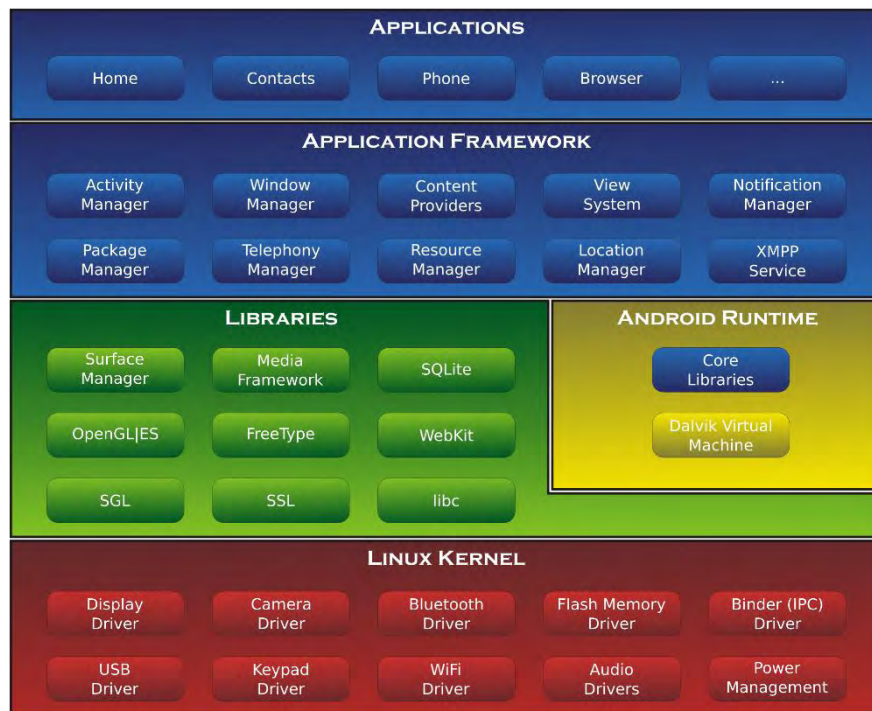 APPLICATIONS
Home
Contacts
Phone
Browser
...
APPLICATION FRAMEWORK
Activity
Manager
Window
Manager
Content
Providers
View
System
Notification
Manager
Package
Manager
Telephony
Manager
Resource
Manager
Location
Manager
XMPP
Service
LIBRARIES
Surface
Manager
Media
Framework
SQLite
OpenGL|ES
FreeType
WebKit
SGL
SSL
libc
ANDROID RUNTIME
Core
Libraries
Dalvik Virtual
Machine
LINUX KERNEL
Display
Driver
Camera
Driver
Bluetooth
Driver
Flash Memory
Driver
Binder (IPC)
Driver
USB
Driver
Keypad
Driver
WiFi
Driver
Audio
Drivers
Power
Management